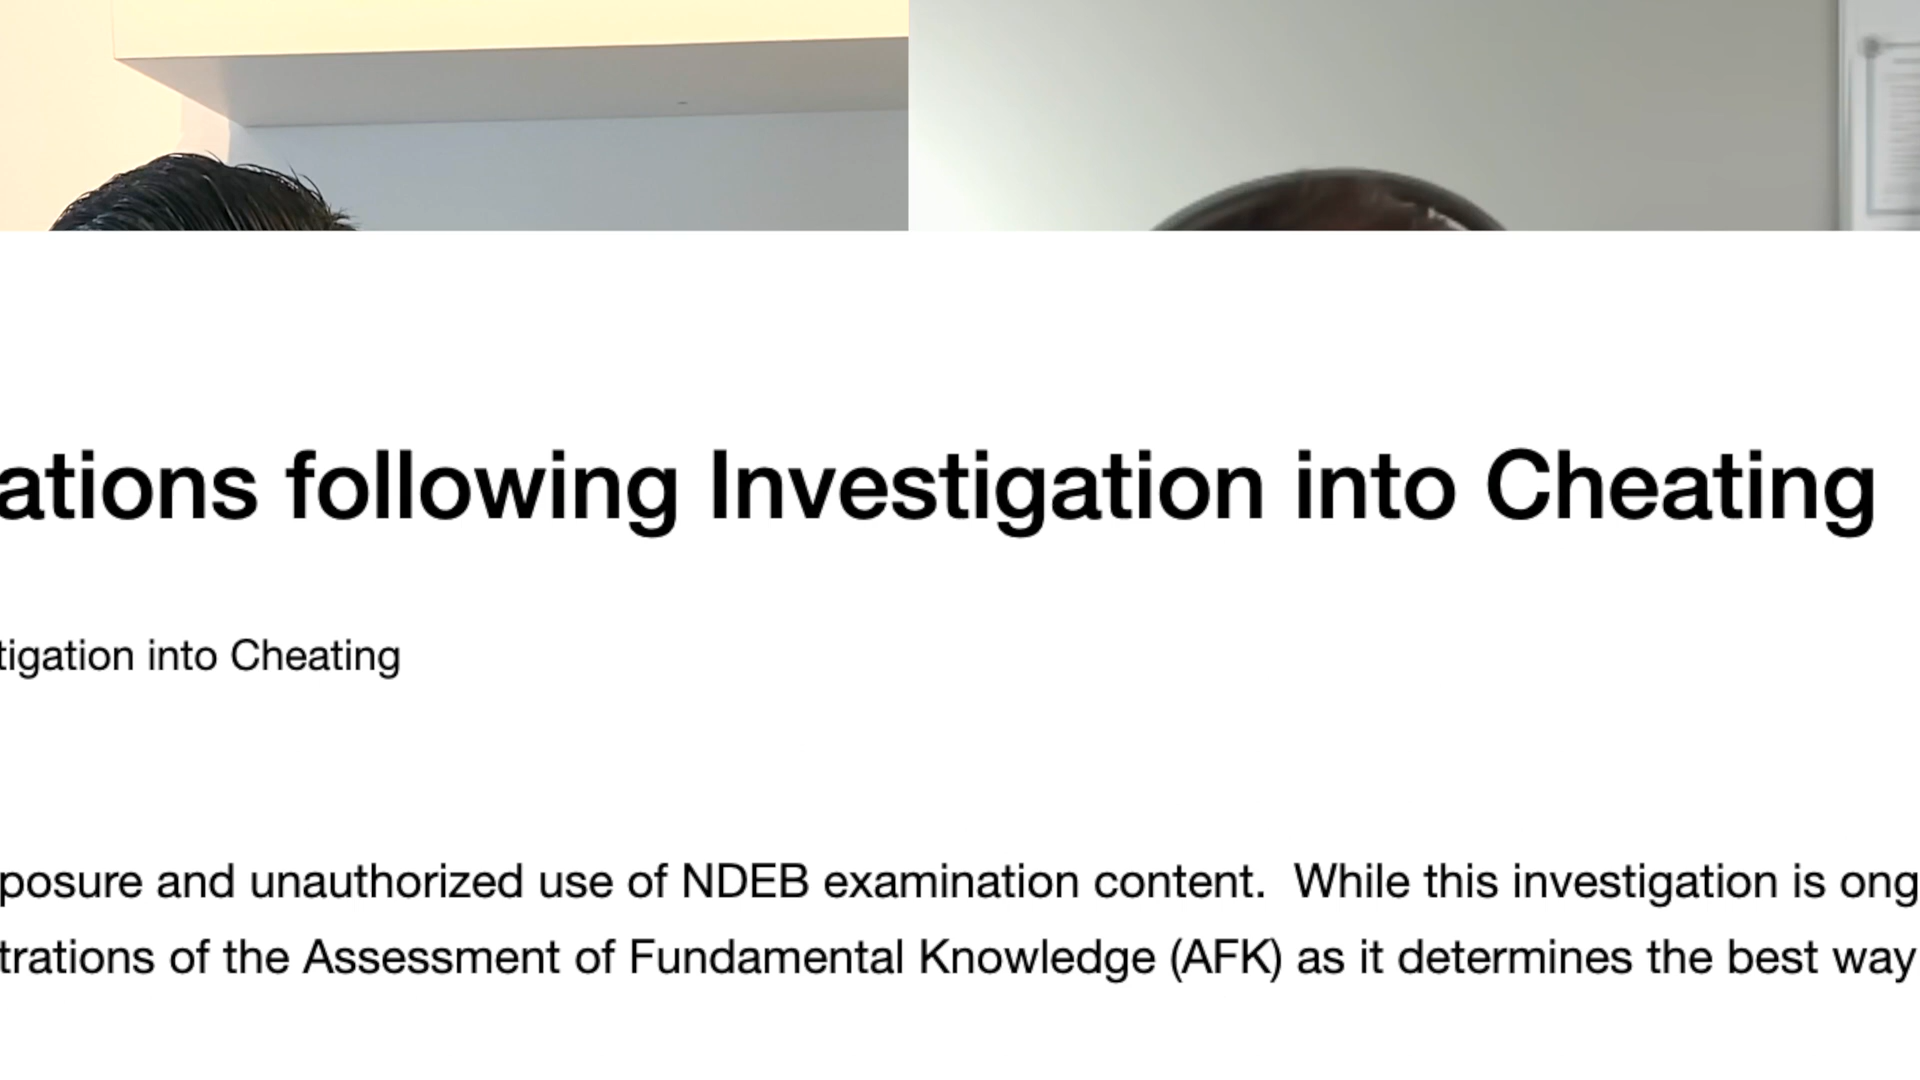 ations following Investigation into Cheating
tigation into Cheating
posure and unauthorized use of NDEB examination content.  While this investigation is ong
trations of the Assessment of Fundamental Knowledge (AFK) as it determines the best way